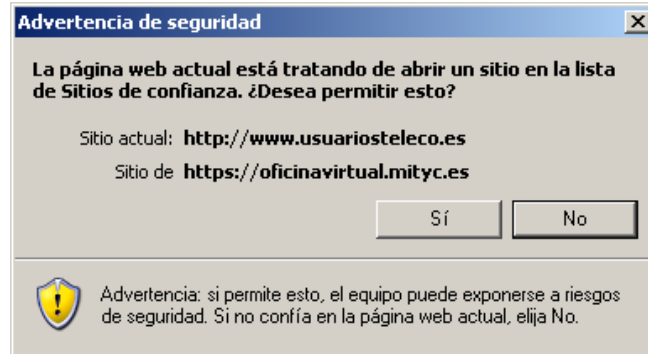 Advertencia de seguridad
La página web actual está tratando de abrir un sitio en la lista
de Sitios de confianza. ¿Desea permitir esto?
Sitio actual: http://www.usuariosteleco.es
Sitio de https://oficinavirtual.mityc.es
Sí No
Advertencia: si permite esto, el equipo puede exponerse a riesgos
de seguridad. Si no confía en la página web actual, elija No.